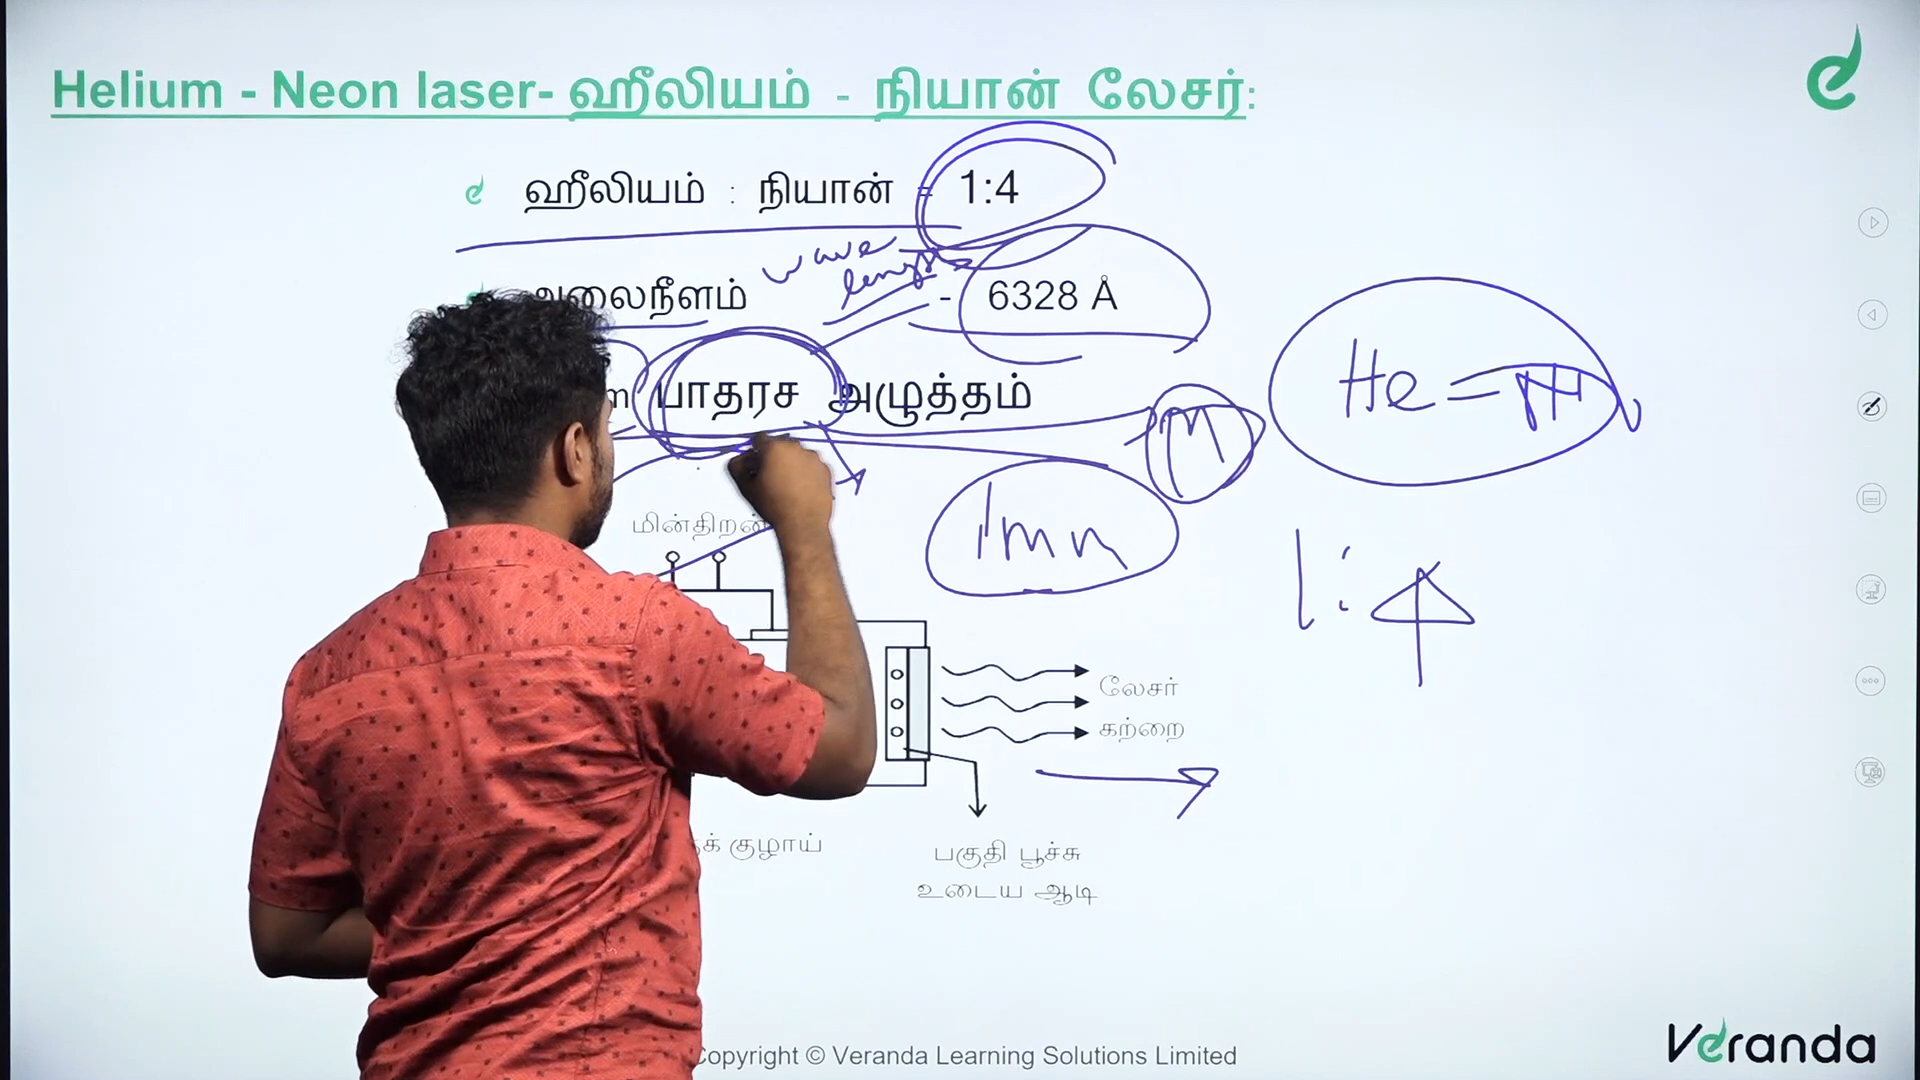 Helium - Neon laser- ஹீலியம் - நியான் லேசர்:
ஹீலியம் : நியான் = 1:4
wave
length
அலைநீளம் - 6328 Å
பாதரச அழுத்தம்
He = N
1mm
மின்திறன்
1:4
லேசர்
கற்றை
குழாய்
பகுதி பூச்சு
உடைய ஆடி
Copyright © Veranda Learning Solutions Limited
Veranda